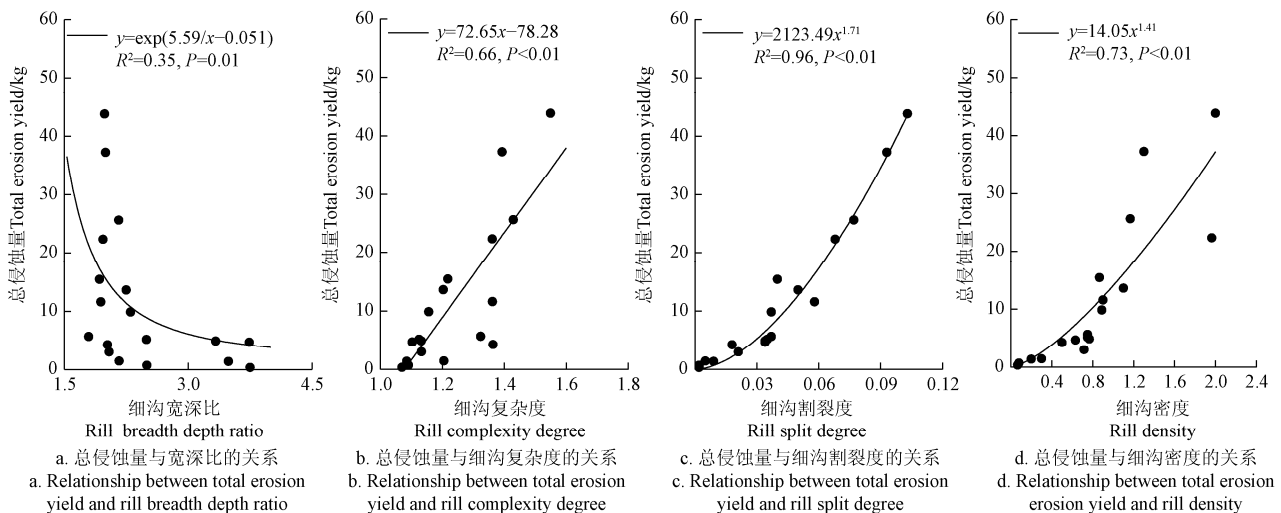 60
50
40
30
20
10
0
总侵蚀量Total erosion yield/kg
y=exp(5.59/x−0.051)
R²=0.35, P=0.01
1.5 3.0 4.5
细沟宽深比
Rill breadth depth ratio
a. 总侵蚀量与宽深比的关系
a. Relationship between total erosion
yield and rill breadth depth ratio
60
50
40
30
20
10
0
总侵蚀量Total erosion yield/kg
y=72.65x−78.28
R²=0.66, P<0.01
1.0 1.2 1.4 1.6 1.8
细沟复杂度
Rill complexity degree
b. 总侵蚀量与细沟复杂度的关系
b. Relationship between total erosion
yield and rill complexity degree
60
50
40
30
20
10
0
总侵蚀量Total erosion yield/kg
y=2123.49x¹·⁷¹
R²=0.96, P<0.01
0.03 0.06 0.09 0.12
细沟割裂度
Rill split degree
c. 总侵蚀量与细沟割裂度的关系
c. Relationship between total erosion
yield and rill split degree
60
50
40
30
20
10
0
总侵蚀量Total erosion yield/kg
y=14.05x¹·⁴¹
R²=0.73, P<0.01
0.4 0.8 1.2 1.6 2.0 2.4
细沟密度
Rill density
d. 总侵蚀量与细沟密度的关系
d. Relationship between total erosion
erosion yield and rill density